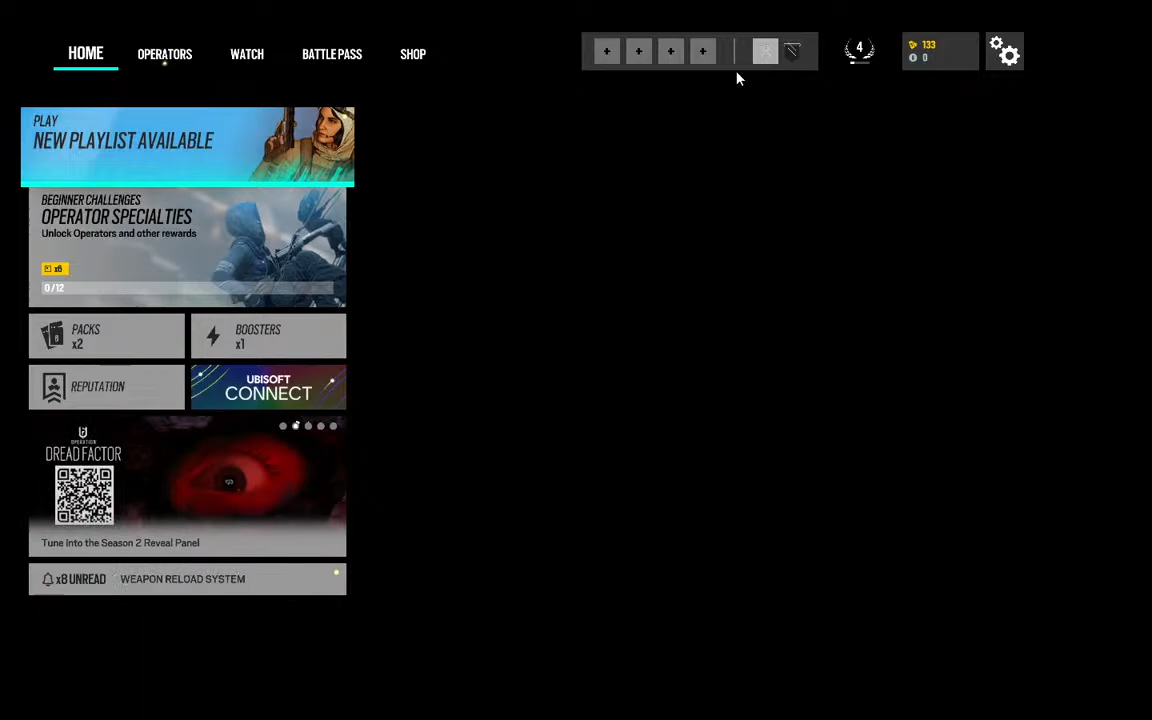 HOME OPERATORS WATCH BATTLE PASS SHOP
+ + + +
4
133
0
PLAY
NEW PLAYLIST AVAILABLE
BEGINNER CHALLENGES
OPERATOR SPECIALTIES
Unlock Operators and other rewards
x6
0/12
PACKS
x2
BOOSTERS
x1
REPUTATION
UBISOFT
CONNECT
OPERATION
DREAD FACTOR
Tune into the Season 2 Reveal Panel
x8 UNREAD WEAPON RELOAD SYSTEM